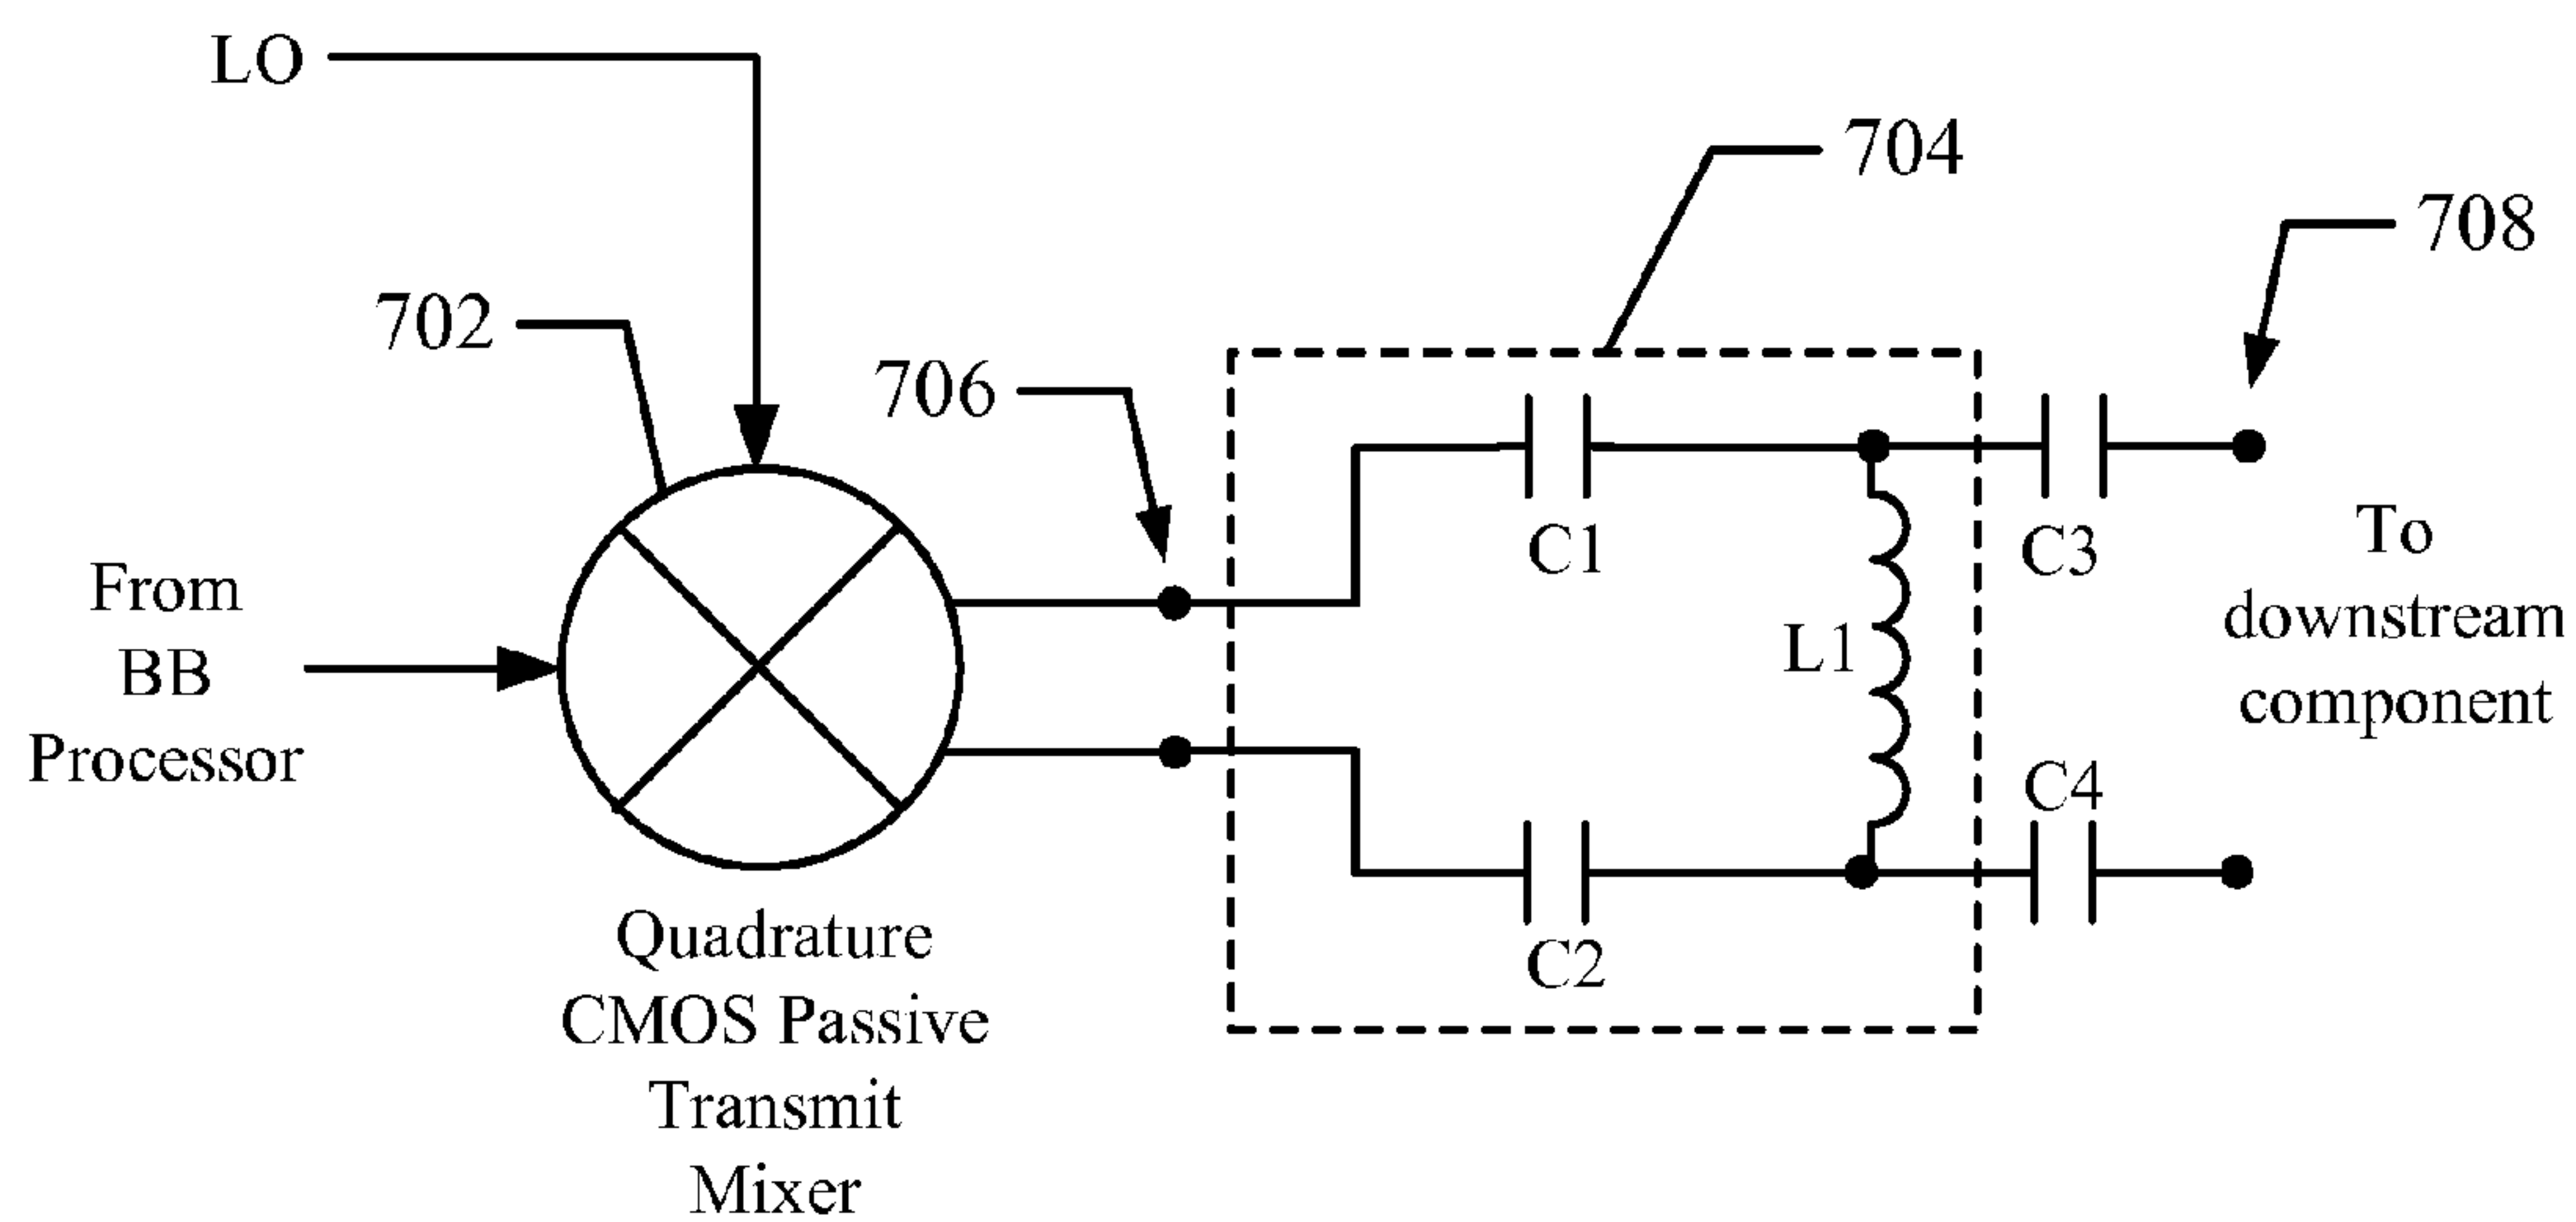 LO
704
708
702
706
C1
C3
To
downstream
component
From
BB
Processor
L1
C4
C2
Quadrature
CMOS Passive
Transmit
Mixer